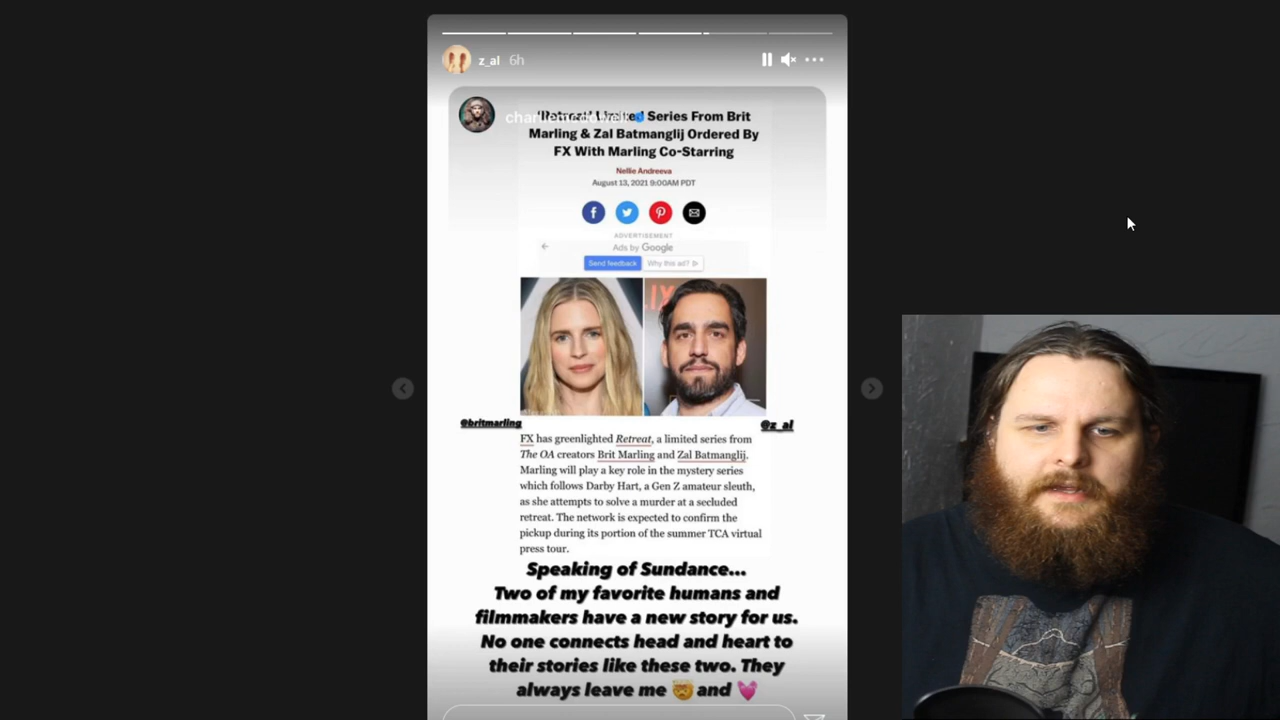 z_al 6h
'Retreat' Limited Series From Brit
Marling & Zal Batmanglij Ordered By
FX With Marling Co-Starring
Nellie Andreeva
August 13, 2021 9:00AM PDT
ADVERTISEMENT
Ads by Google
Send feedback Why this ad?
@britmarling
@z_al
FX has greenlighted Retreat, a limited series from
The OA creators Brit Marling and Zal Batmanglij.
Marling will play a key role in the mystery series
which follows Darby Hart, a Gen Z amateur sleuth,
as she attempts to solve a murder at a secluded
retreat. The network is expected to confirm the
pickup during its portion of the summer TCA virtual
press tour.
Speaking of Sundance...
Two of my favorite humans and
filmmakers have a new story for us.
No one connects head and heart to
their stories like these two. They
always leave me 🤯 and 💓